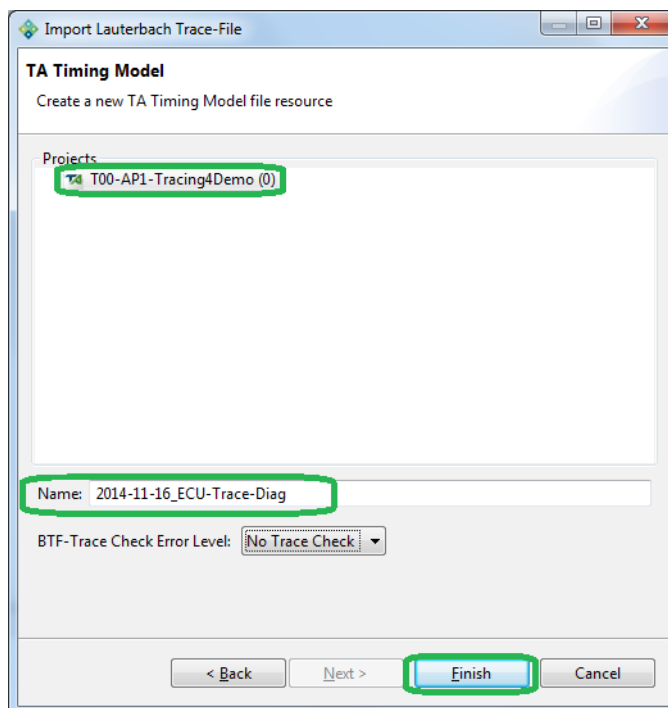 Import Lauterbach Trace-File
TA Timing Model
Create a new TA Timing Model file resource
Projects
T4 T00-AP1-Tracing4Demo (0)
Name: 2014-11-16_ECU-Trace-Diag
BTF-Trace Check Error Level: No Trace Check
< Back Next > Finish Cancel